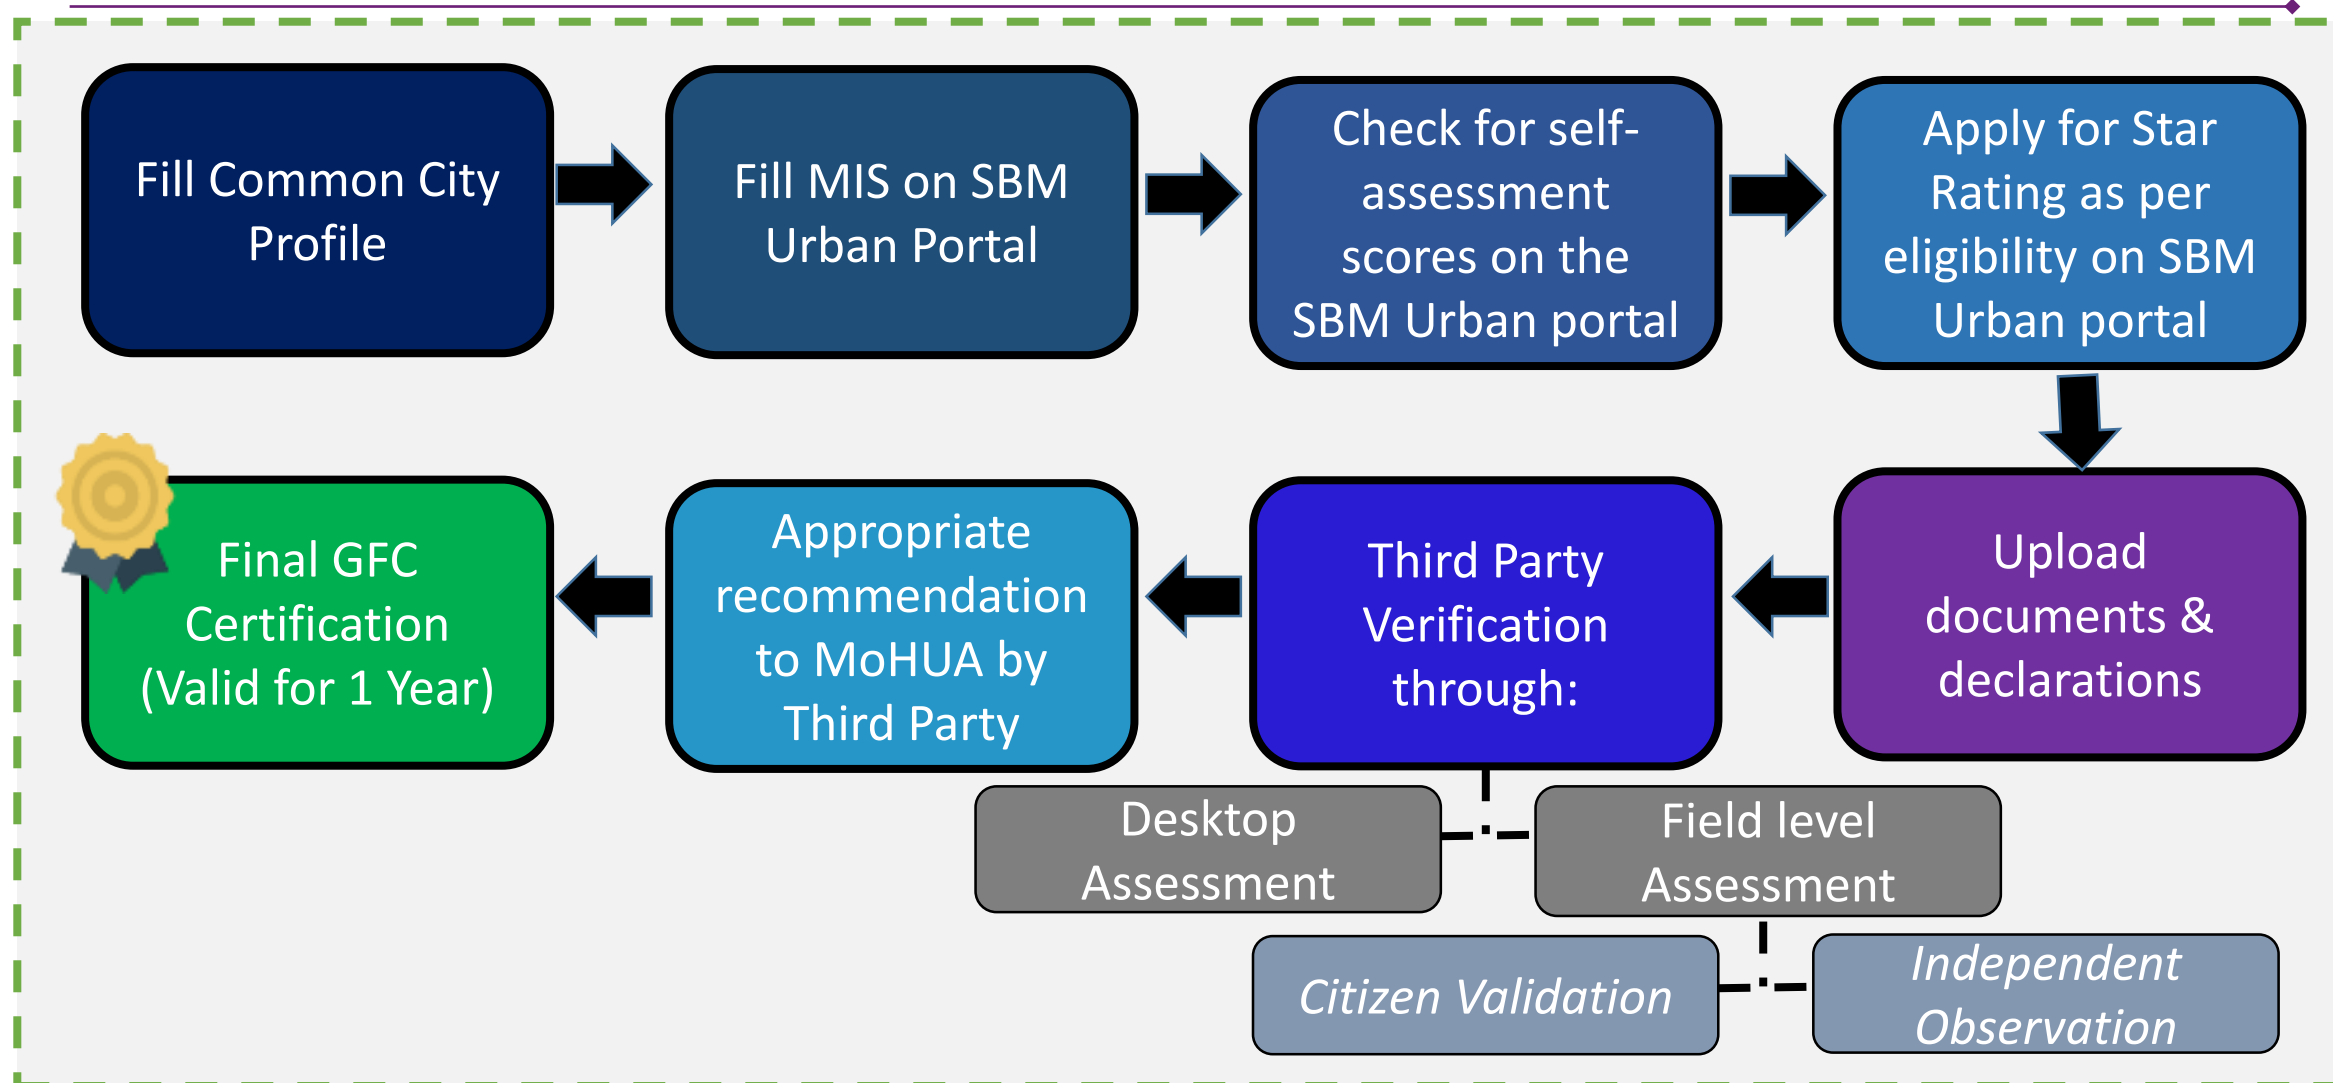 Fill Common City
Profile
Fill MIS on SBM
Urban Portal
Check for self-
assessment
scores on the
SBM Urban portal
Apply for Star
Rating as per
eligibility on SBM
Urban portal
Final GFC
Certification
(Valid for 1 Year)
Appropriate
recommendation
to MoHUA by
Third Party
Third Party
Verification
through:
Upload
documents &
declarations
Desktop
Assessment
Field level
Assessment
Citizen Validation
Independent
Observation